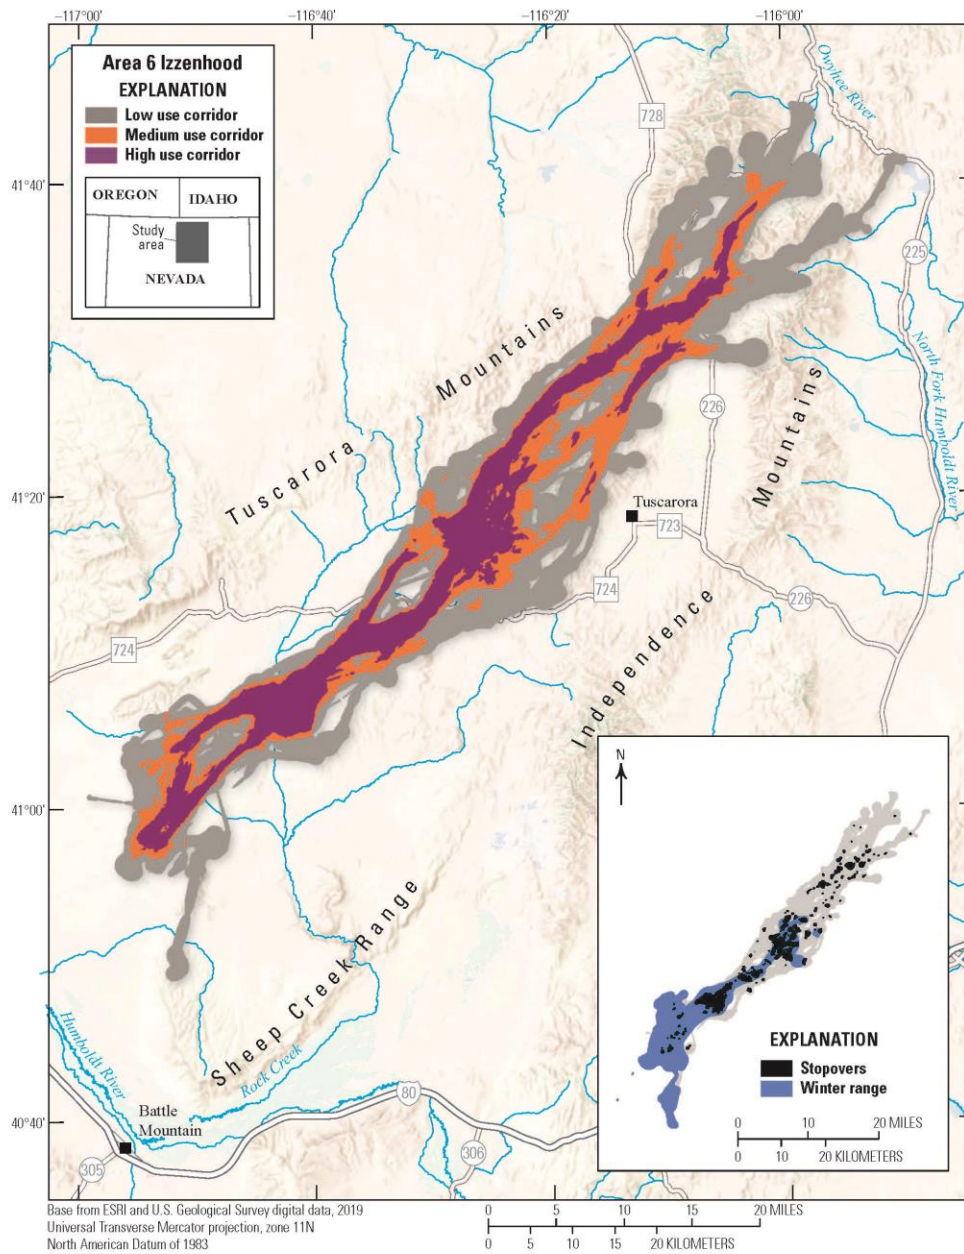 −117°00'
−116°40'
−116°20'
−116°00'
Area 6 Izzenhood
EXPLANATION
Low use corridor
Medium use corridor
High use corridor
OREGON
IDAHO
Study
area
NEVADA
41°40'
41°20'
41°00'
40°40'
728
Owyhee River
225
North Fork Humboldt River
Tuscarora Mountains
226
Mountains
Tuscarora
723
724
226
724
Independence
Sheep Creek Range
Humboldt River
Rock Creek
Battle
Mountain
80
305
306
N
EXPLANATION
Stopovers
Winter range
0 10 20 MILES
0 10 20 KILOMETERS
Base from ESRI and U.S. Geological Survey digital data, 2019
Universal Transverse Mercator projection, zone 11N
North American Datum of 1983
0 5 10 15 20 MILES
0 5 10 15 20 KILOMETERS